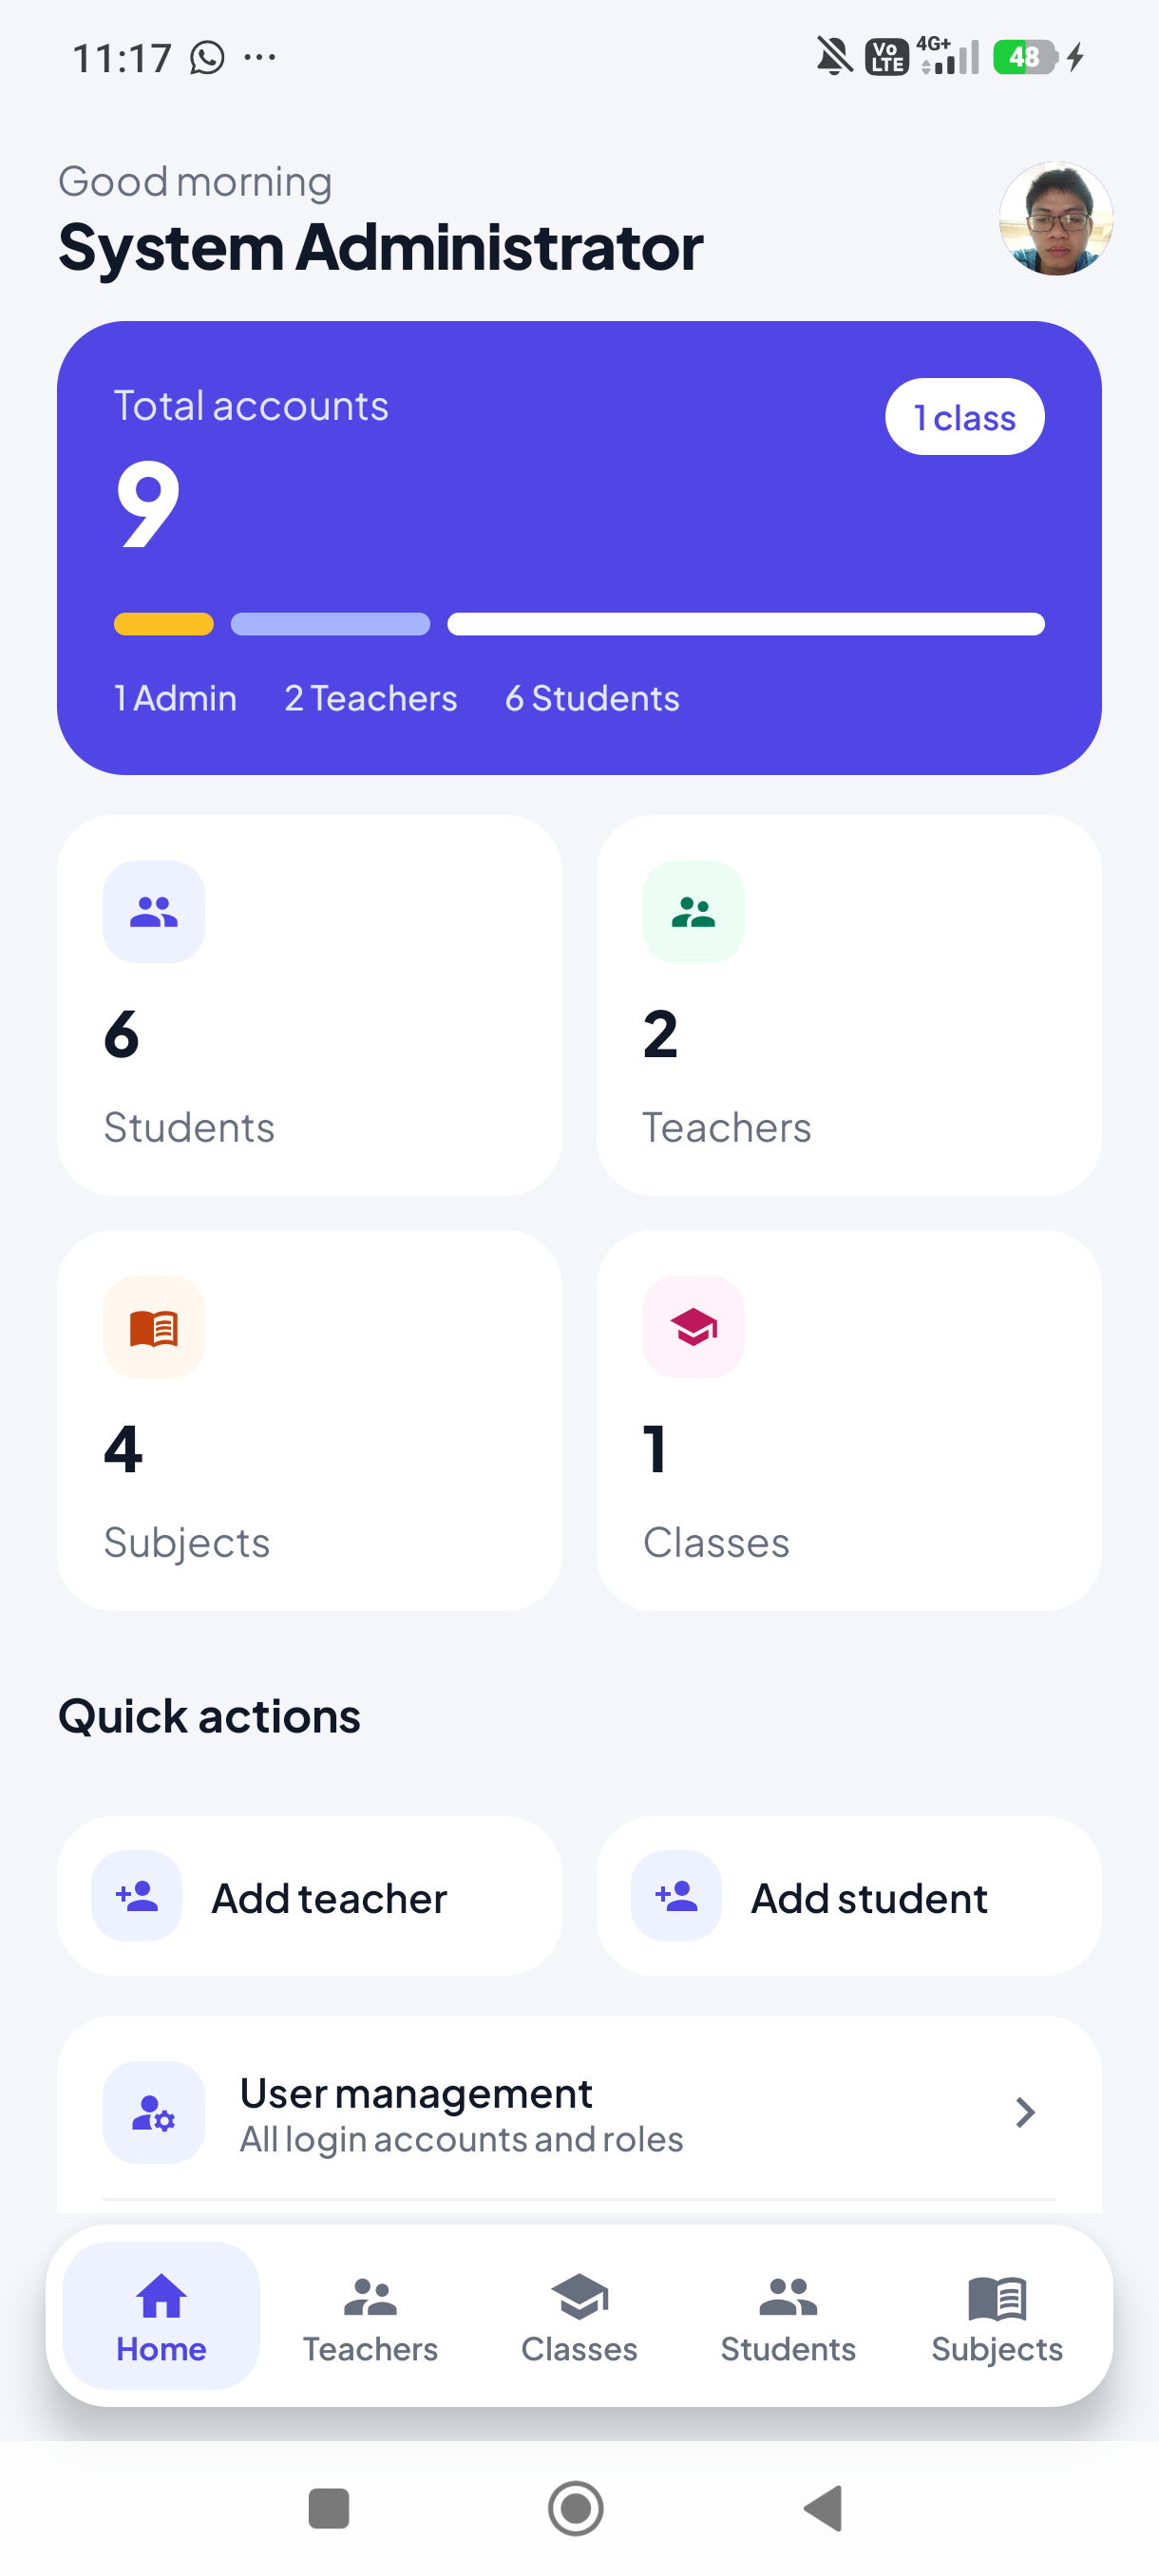 11:17
Vo LTE
4G+
48
Good morning
System Administrator
Total accounts
1 class
9
1 Admin 2 Teachers 6 Students
6
Students
2
Teachers
4
Subjects
1
Classes
Quick actions
Add teacher
Add student
User management
All login accounts and roles
Home Teachers Classes Students Subjects